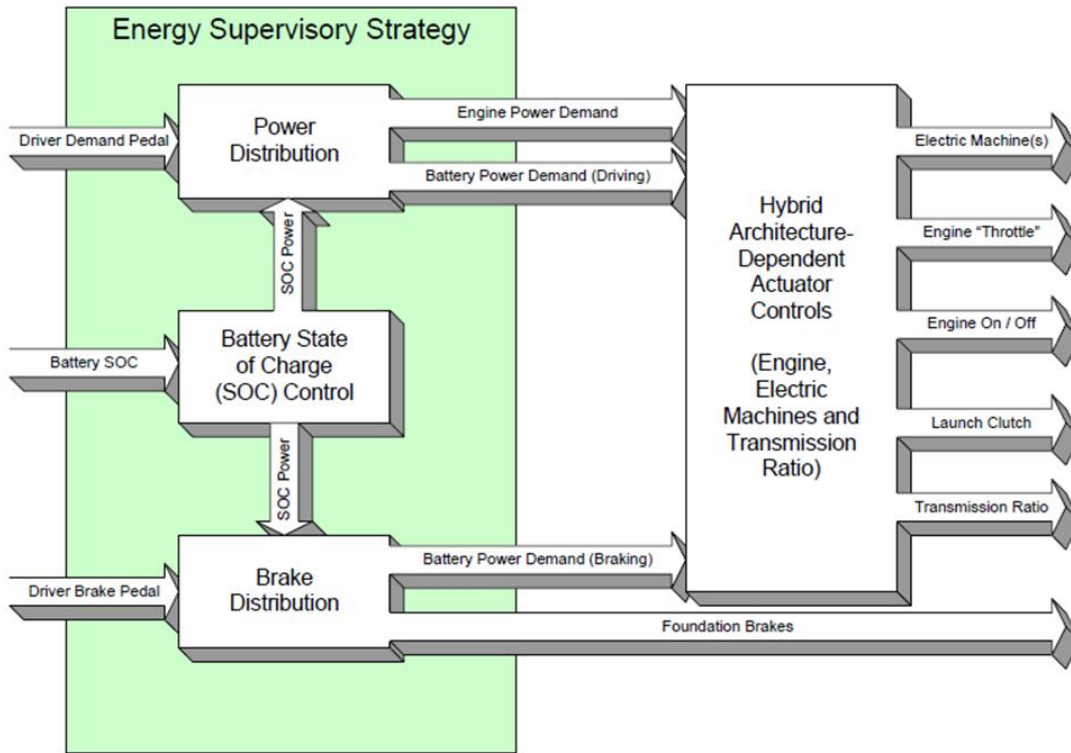 Energy Supervisory Strategy
Driver Demand Pedal
Power
Distribution
Engine Power Demand
Battery Power Demand (Driving)
SOC Power
Battery SOC
Battery State
of Charge
(SOC) Control
SOC Power
Driver Brake Pedal
Brake
Distribution
Battery Power Demand (Braking)
Foundation Brakes
Hybrid
Architecture-
Dependent
Actuator
Controls
(Engine,
Electric
Machines and
Transmission
Ratio)
Electric Machine(s)
Engine “Throttle”
Engine On / Off
Launch Clutch
Transmission Ratio